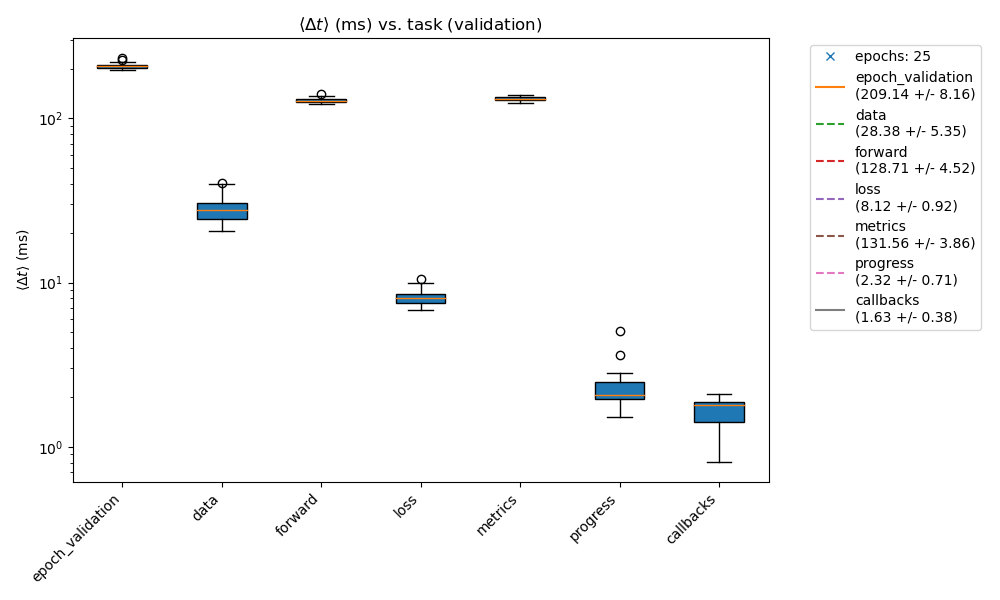 ⟨Δt⟩ (ms) vs. task (validation)
⟨Δt⟩ (ms)
10²
10¹
10⁰
epoch_validation
data
forward
loss
metrics
progress
callbacks
epochs: 25
epoch_validation
(209.14 +/- 8.16)
data
(28.38 +/- 5.35)
forward
(128.71 +/- 4.52)
loss
(8.12 +/- 0.92)
metrics
(131.56 +/- 3.86)
progress
(2.32 +/- 0.71)
callbacks
(1.63 +/- 0.38)